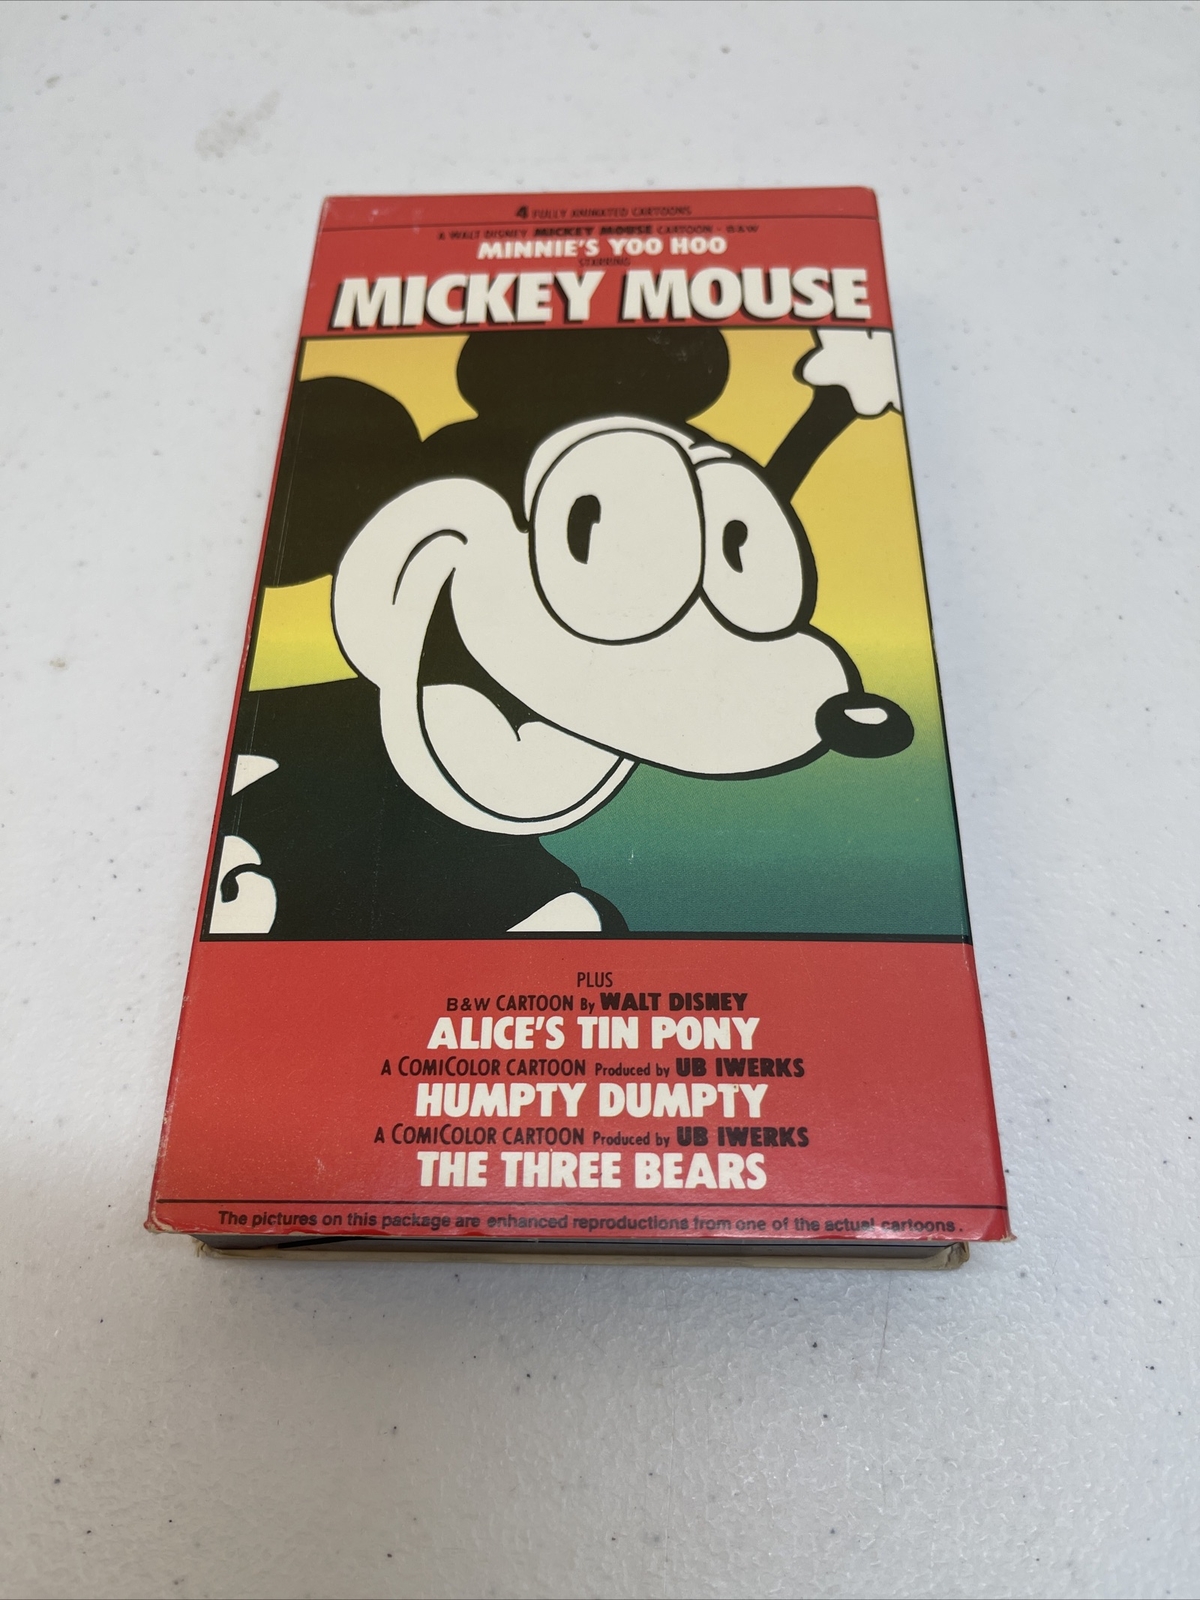 4 FULLY ANIMATED CARTOONS
A WALT DISNEY MICKEY MOUSE CARTOON - B&W
MINNIE'S YOO HOO
STARRING
MICKEY MOUSE
PLUS
B&W CARTOON By WALT DISNEY
ALICE'S TIN PONY
A COMICOLOR CARTOON Produced by UB IWERKS
HUMPTY DUMPTY
A COMICOLOR CARTOON Produced by UB IWERKS
THE THREE BEARS
The pictures on this package are enhanced reproductions from one of the actual cartoons.